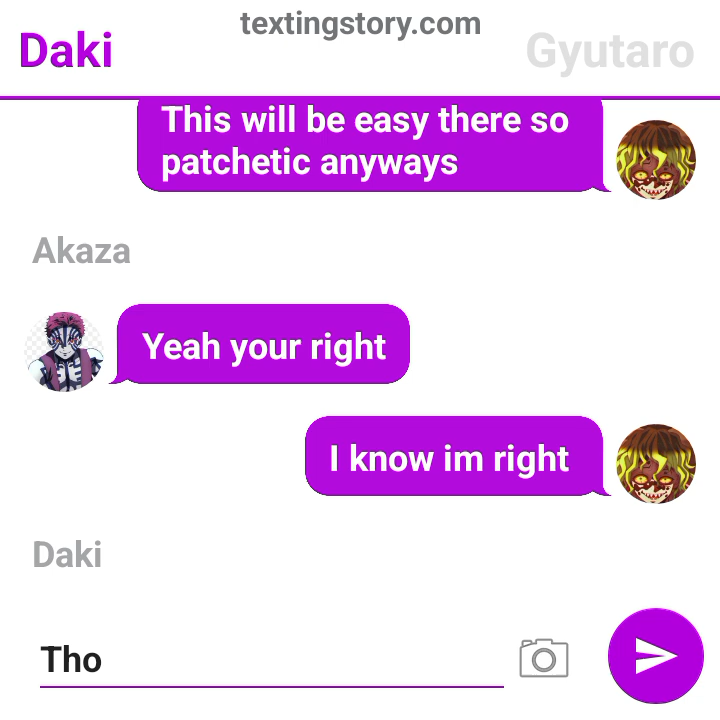 textingstory.com
Daki
Gyutaro
This will be easy there so
patchetic anyways
Akaza
Yeah your right
I know im right
Daki
Tho